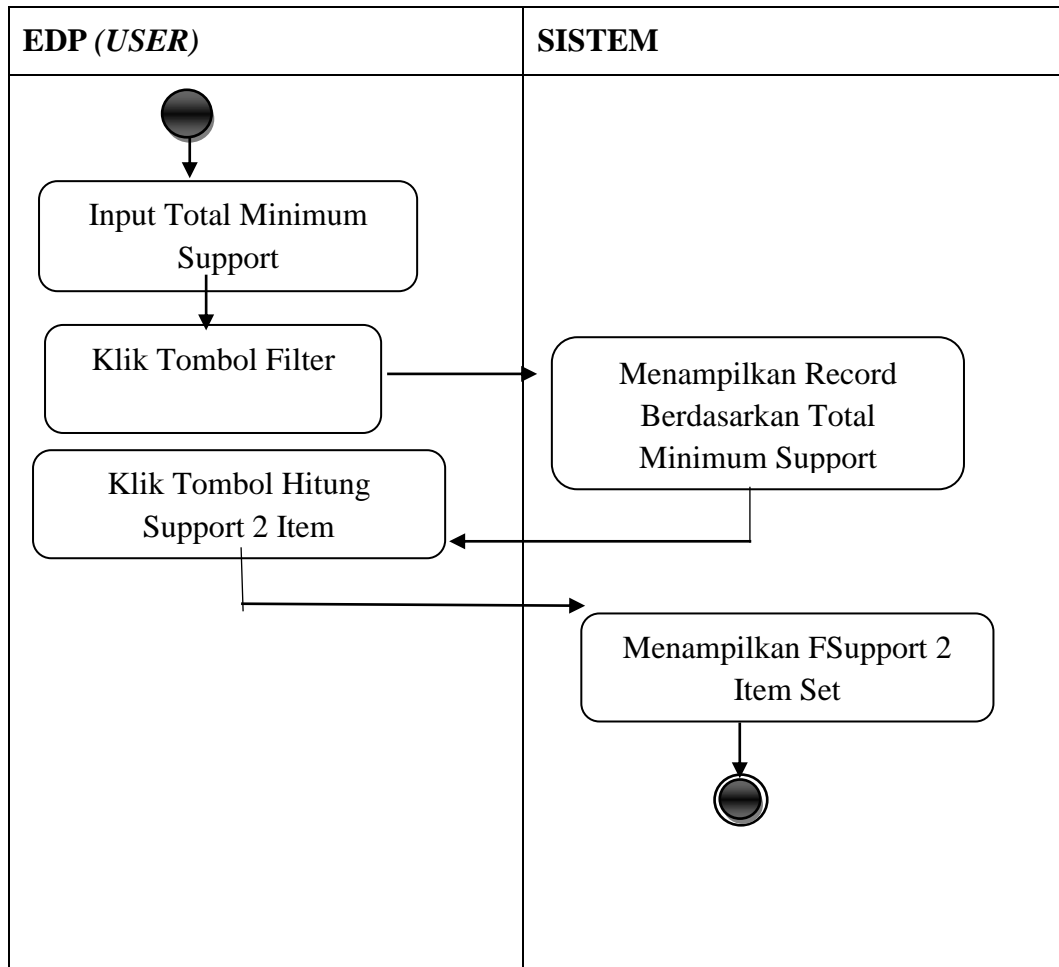 EDP (USER)
SISTEM
Input Total Minimum
Support
Klik Tombol Filter
Menampilkan Record
Berdasarkan Total
Minimum Support
Klik Tombol Hitung
Support 2 Item
Menampilkan FSupport 2
Item Set